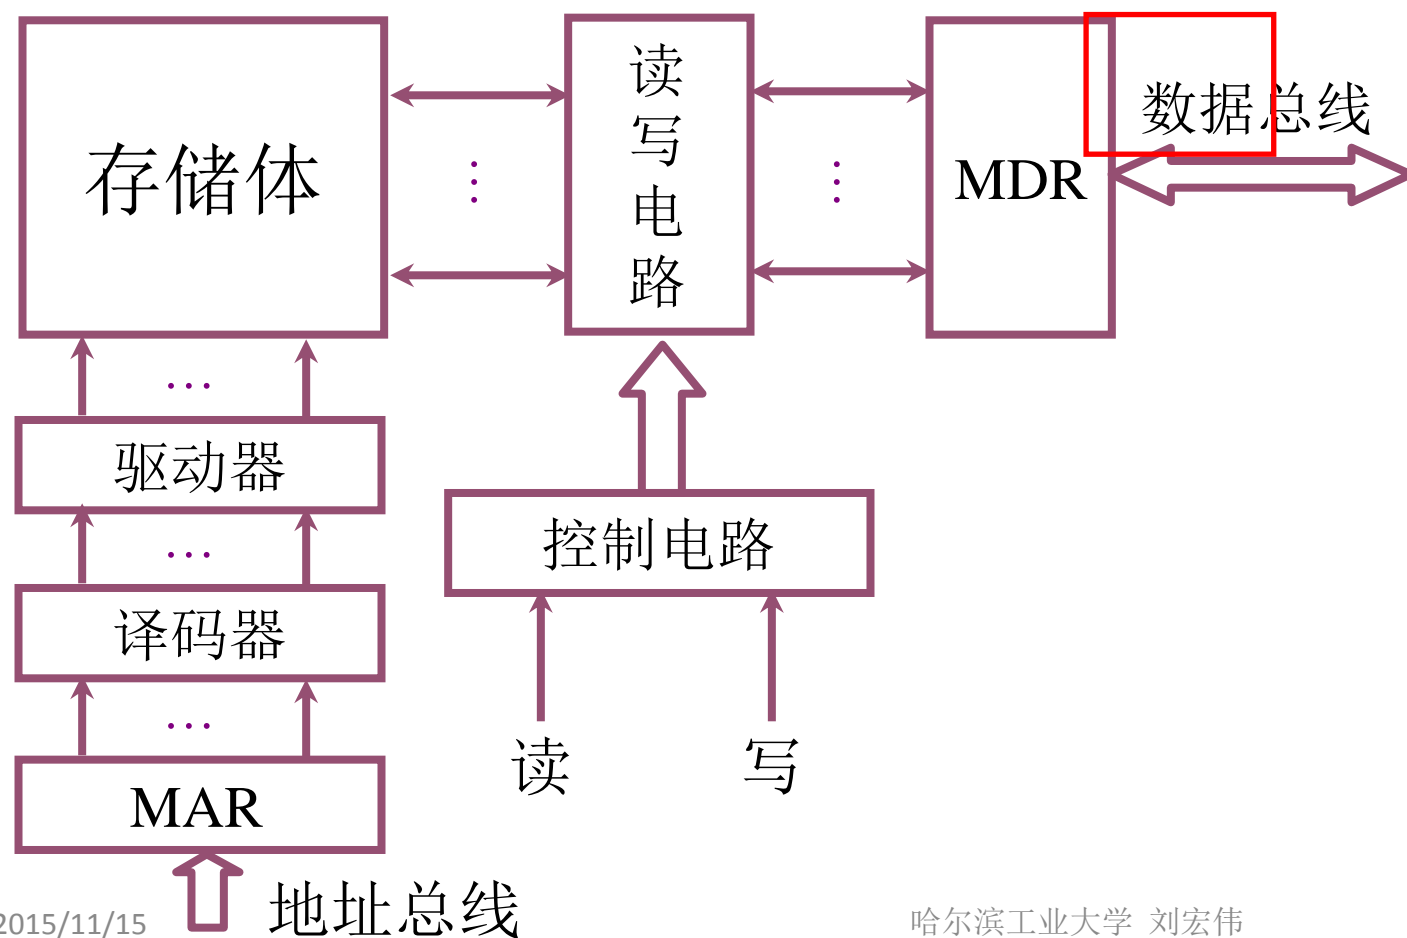 存储体
读
写
电
路
MDR
数据总线
…
…
…
驱动器
控制电路
…
译码器
…
读
写
MAR
地址总线
2015/11/15
哈尔滨工业大学 刘宏伟